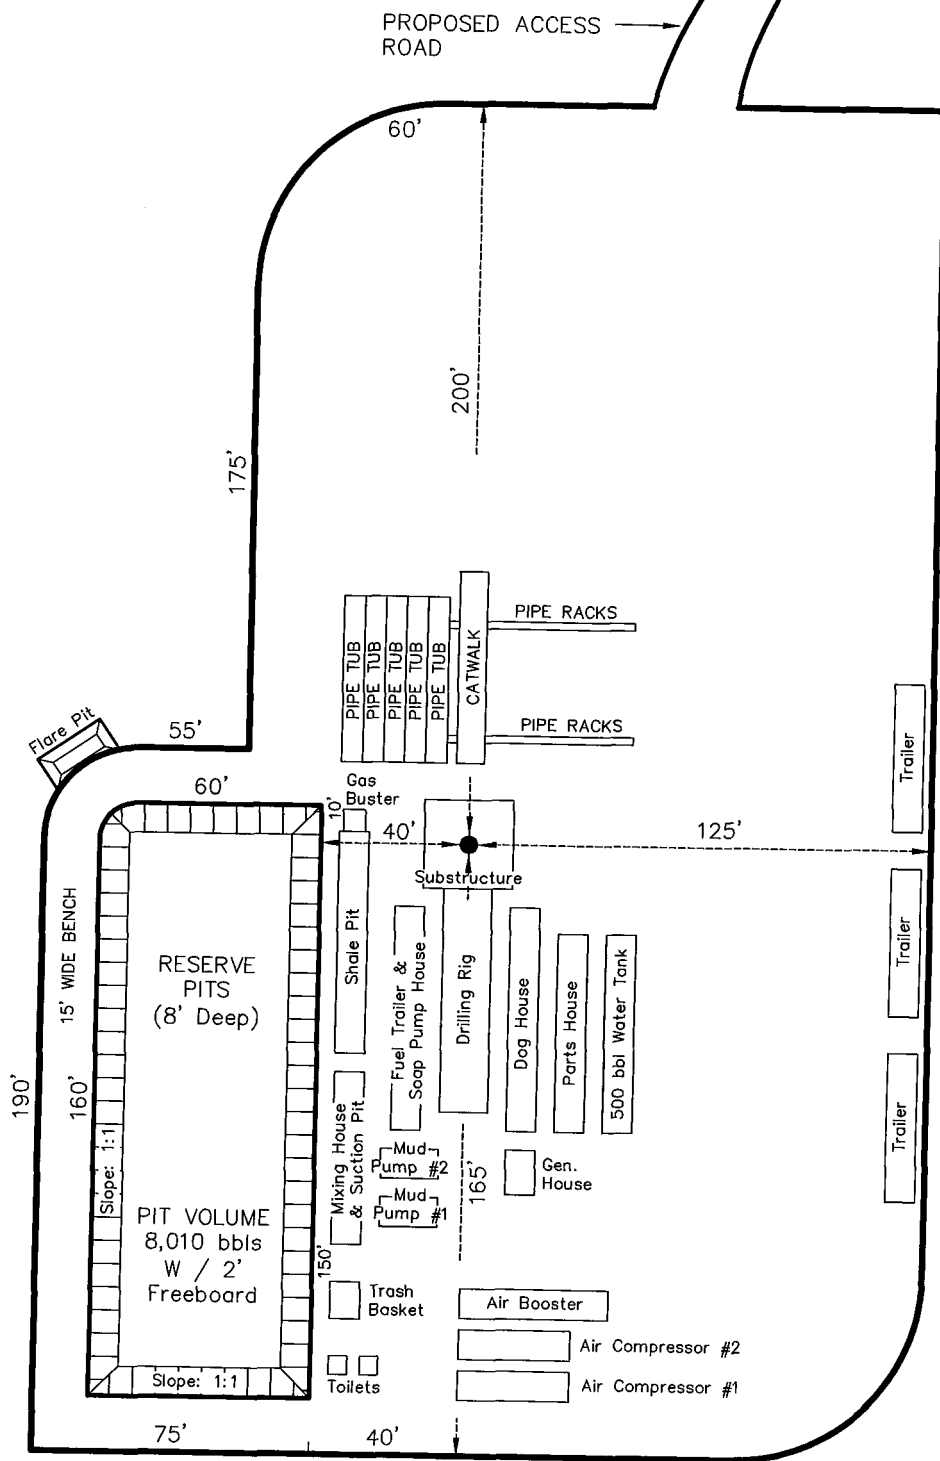 PROPOSED ACCESS
ROAD
60'
200'
175'
PIPE TUB
PIPE TUB
PIPE TUB
PIPE TUB
PIPE TUB
CATWALK
PIPE RACKS
PIPE RACKS
Flare Pit
55'
60'
Gas
Buster
10'
40'
125'
Substructure
Trailer
Trailer
Trailer
15' WIDE BENCH
190'
160'
Slope: 1:1
RESERVE
PITS
(8' Deep)
Shale Pit
Fuel Trailer &
Soap Pump House
Drilling Rig
Dog House
Parts House
500 bbl Water Tank
Mixing House
& Suction Pit
Mud
Pump #2
Mud
Pump #1
165'
Gen.
House
PIT VOLUME
8,010 bbls
W / 2'
Freeboard
150'
Trash
Basket
Air Booster
Air Compressor #2
Air Compressor #1
Toilets
Slope: 1:1
75'
40'